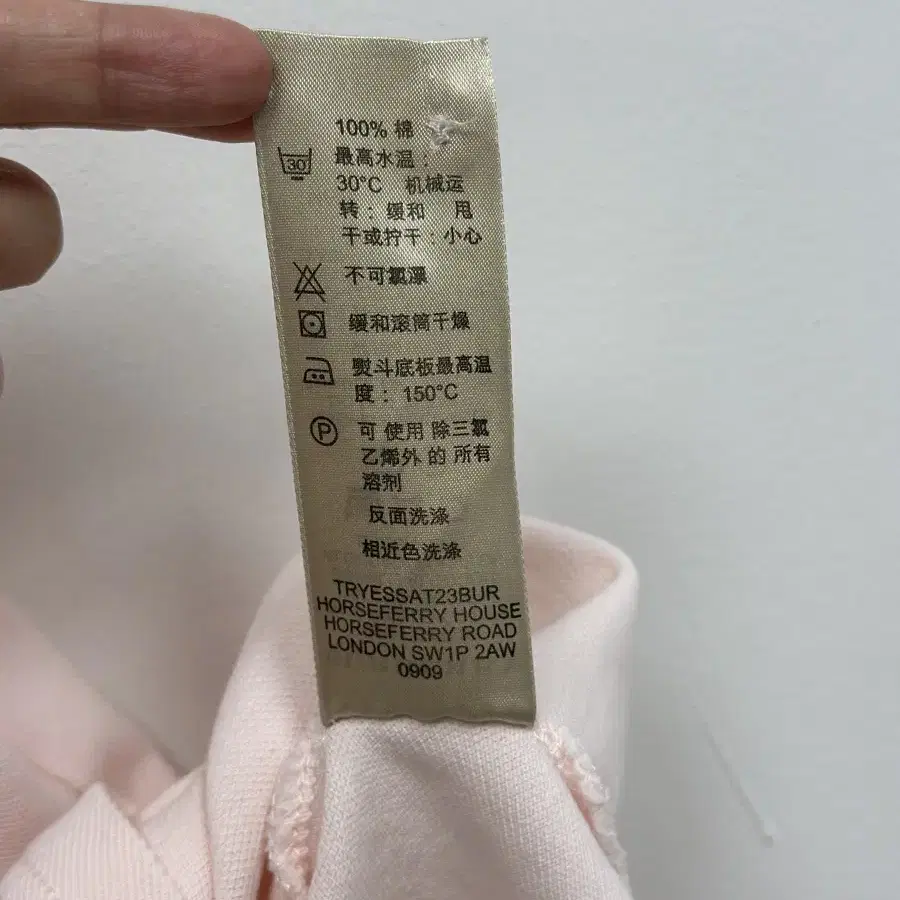 100% 棉
30 最高水温:
30°C 机械运
转: 缓和 甩
干或拧干: 小心
不可氯漂
缓和滚筒干燥
熨斗底板最高温
度: 150°C
P 可 使用 除三氯
乙烯外 的 所有
溶剂
反面洗涤
相近色洗涤
TRYESSAT23BUR
HORSEFERRY HOUSE
HORSEFERRY ROAD
LONDON SW1P 2AW
0909